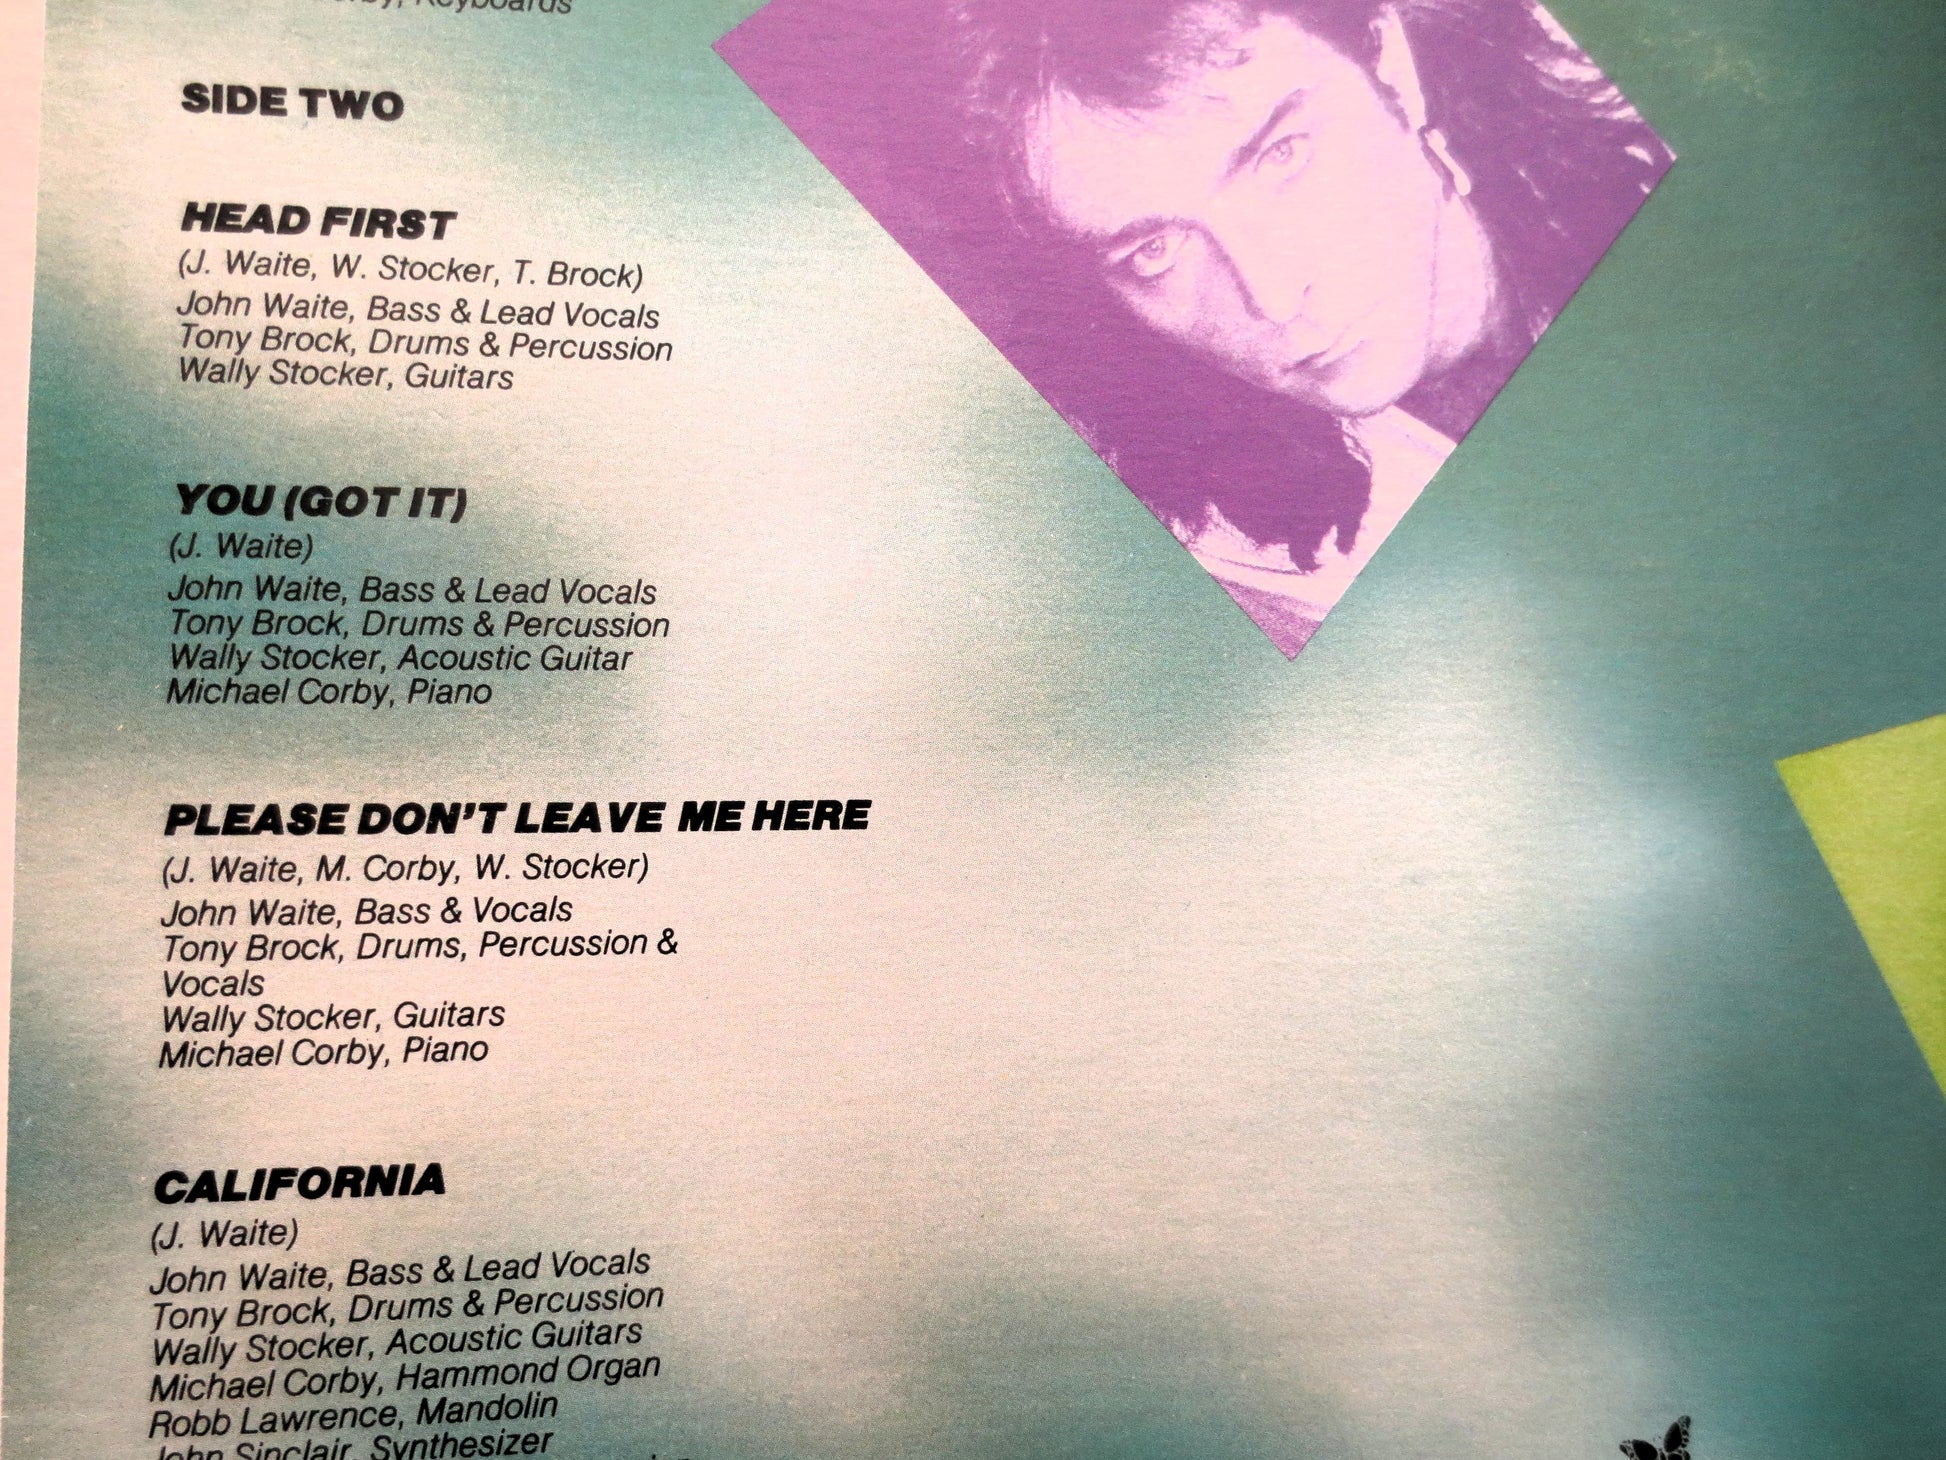 Keyboards
SIDE TWO
HEAD FIRST
(J. Waite, W. Stocker, T. Brock)
John Waite, Bass & Lead Vocals
Tony Brock, Drums & Percussion
Wally Stocker, Guitars
YOU (GOT IT)
(J. Waite)
John Waite, Bass & Lead Vocals
Tony Brock, Drums & Percussion
Wally Stocker, Acoustic Guitar
Michael Corby, Piano
PLEASE DON'T LEAVE ME HERE
(J. Waite, M. Corby, W. Stocker)
John Waite, Bass & Vocals
Tony Brock, Drums, Percussion &
Vocals
Wally Stocker, Guitars
Michael Corby, Piano
CALIFORNIA
(J. Waite)
John Waite, Bass & Lead Vocals
Tony Brock, Drums & Percussion
Wally Stocker, Acoustic Guitars
Michael Corby, Hammond Organ
Robb Lawrence, Mandolin
John Sinclair, Synthesizer